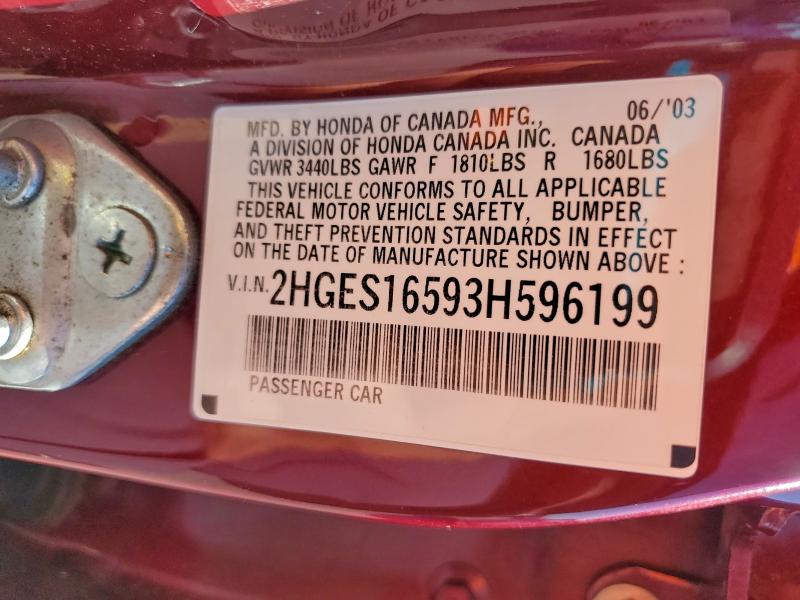 MFD. BY HONDA OF CANADA MFG., 06/'03
A DIVISION OF HONDA CANADA INC. CANADA
GVWR 3440LBS GAWR F 1810LBS R 1680LBS
THIS VEHICLE CONFORMS TO ALL APPLICABLE
FEDERAL MOTOR VEHICLE SAFETY, BUMPER,
AND THEFT PREVENTION STANDARDS IN EFFECT
ON THE DATE OF MANUFACTURE SHOWN ABOVE :
V.I.N. 2HGES16593H596199
PASSENGER CAR